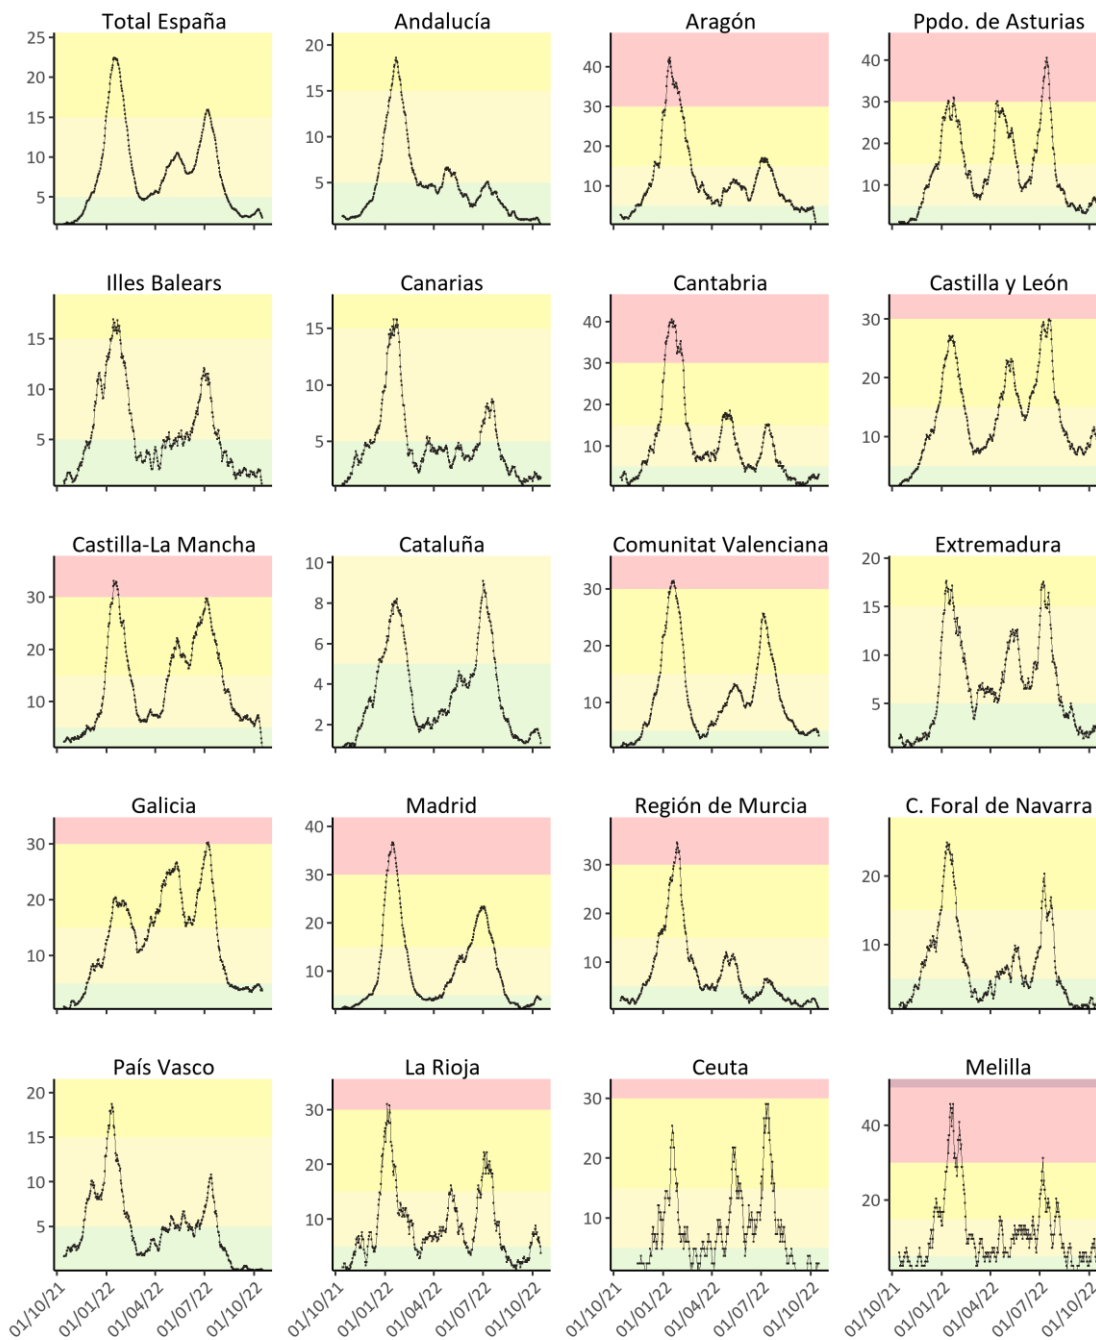 Total España Andalucía Aragón Ppdo. de Asturias
25 20 15 10 5
20 15 10 5
40 30 20 10
40 30 20 10
Illes Balears Canarias Cantabria Castilla y León
15 10 5
15 10 5
40 30 20 10
30 20 10
Castilla-La Mancha Cataluña Comunitat Valenciana Extremadura
30 20 10
10 8 6 4 2
30 20 10
20 15 10 5
Galicia Madrid Región de Murcia C. Foral de Navarra
30 20 10
40 30 20 10
30 20 10
20 10
País Vasco La Rioja Ceuta Melilla
20 15 10 5
30 20 10
30 20 10
40 20
01/10/21 01/01/22 01/04/22 01/07/22 01/10/22
01/10/21 01/01/22 01/04/22 01/07/22 01/10/22
01/10/21 01/01/22 01/04/22 01/07/22 01/10/22
01/10/21 01/01/22 01/04/22 01/07/22 01/10/22